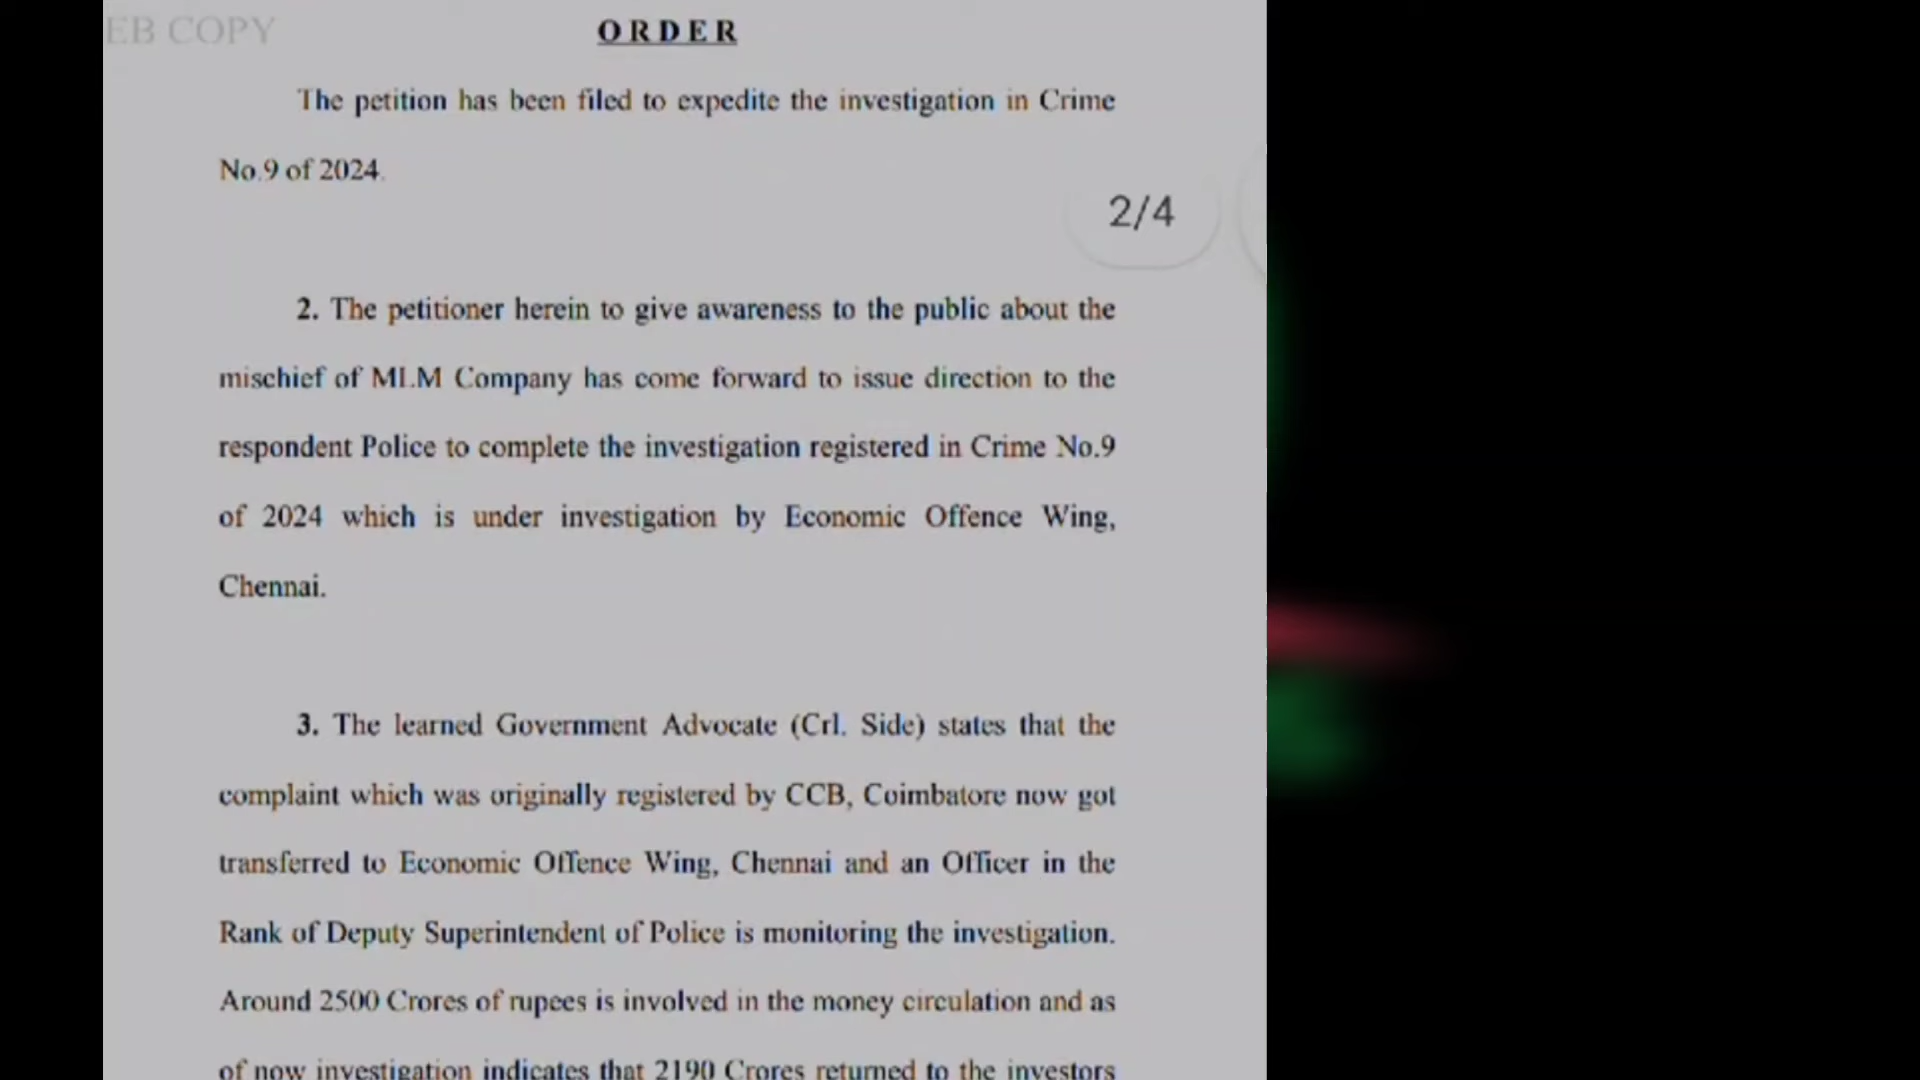 EB COPY
ORDER
The petition has been filed to expedite the investigation in Crime
No.9 of 2024.
2/4
2. The petitioner herein to give awareness to the public about the
mischief of MLM Company has come forward to issue direction to the
respondent Police to complete the investigation registered in Crime No.9
of 2024 which is under investigation by Economic Offence Wing,
Chennai.
3. The learned Government Advocate (Crl. Side) states that the
complaint which was originally registered by CCB, Coimbatore now got
transferred to Economic Offence Wing, Chennai and an Officer in the
Rank of Deputy Superintendent of Police is monitoring the investigation.
Around 2500 Crores of rupees is involved in the money circulation and as
of now investigation indicates that 2190 Crores returned to the investors